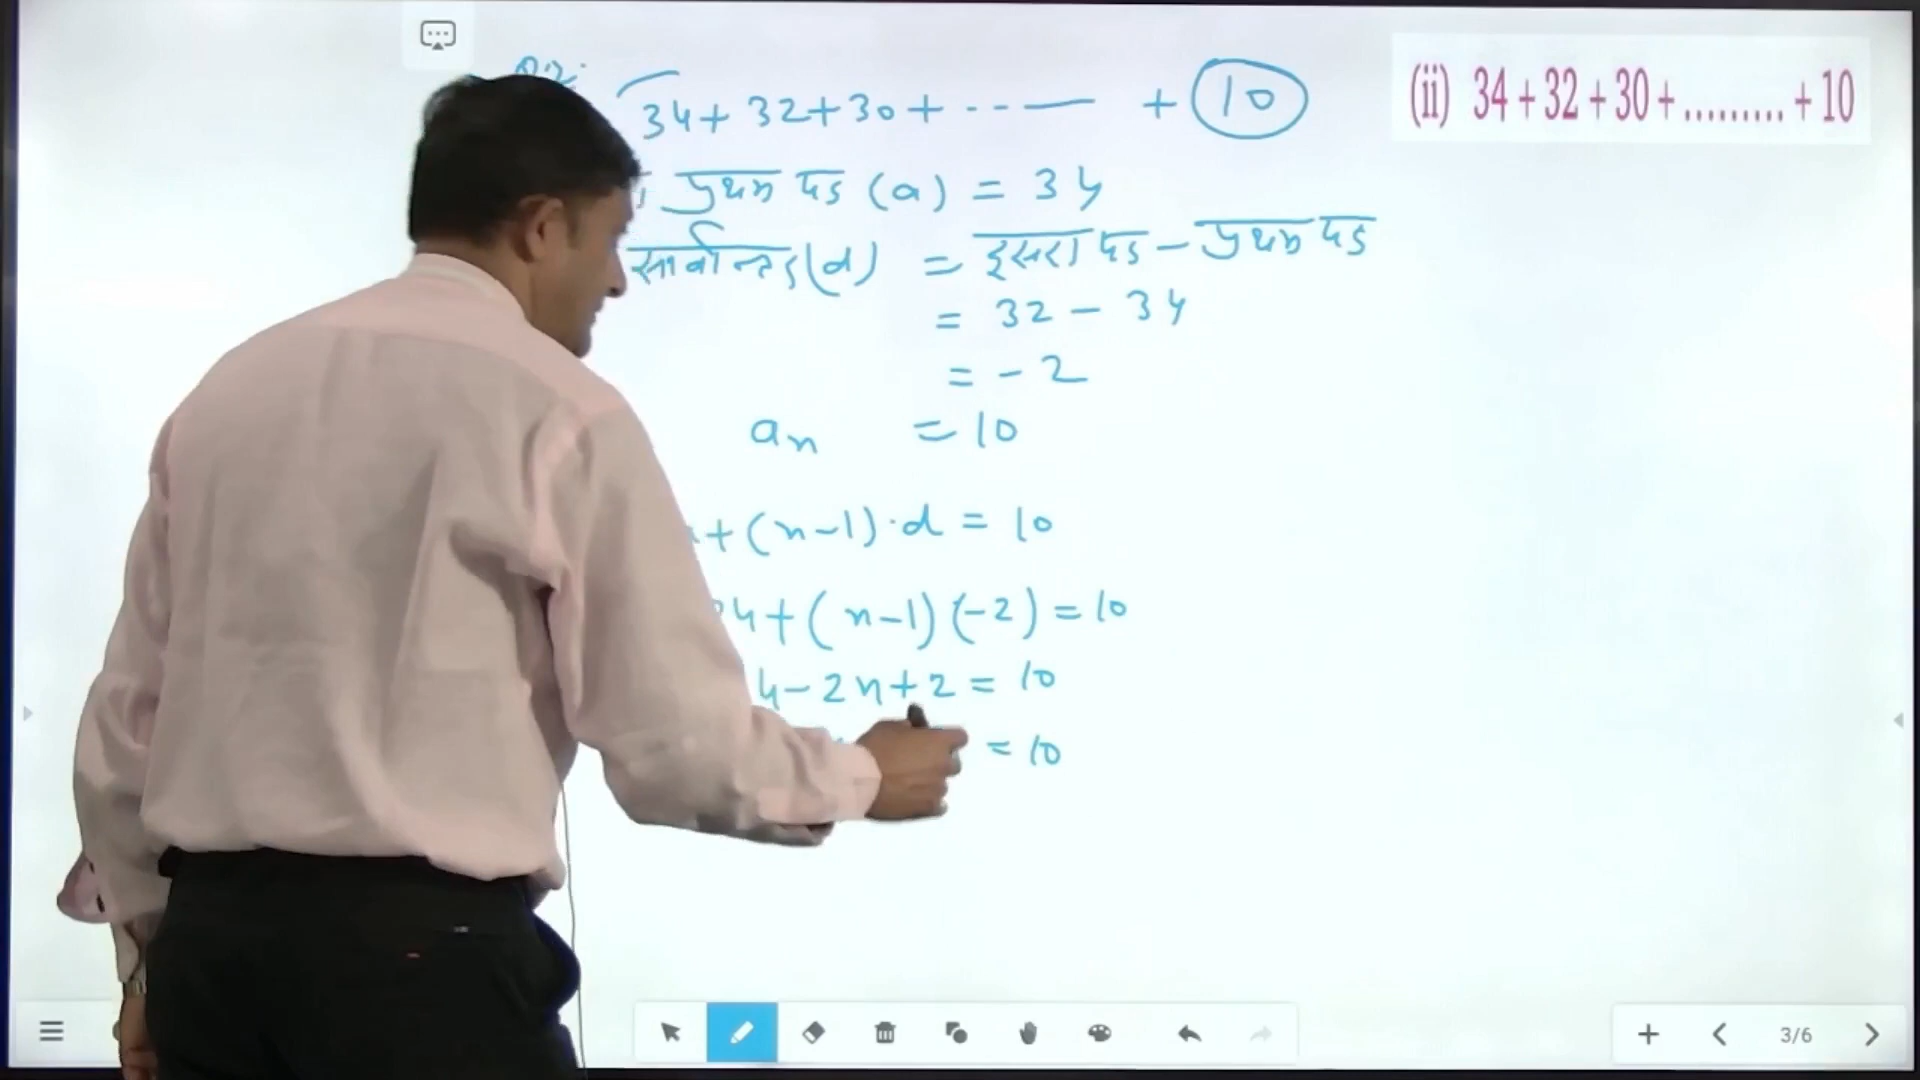 (ii) 34 + 32 + 30 + ......... + 10
34 + 32 + 30 + ----- + 10
प्रथम पद (a) = 34
सार्वान्तर (d) = दूसरा पद - प्रथम पद
= 32 - 34
= -2
an = 10
+ (n-1)·d = 10
4 + (n-1) (-2) = 10
4 - 2n + 2 = 10
= 10
3/6